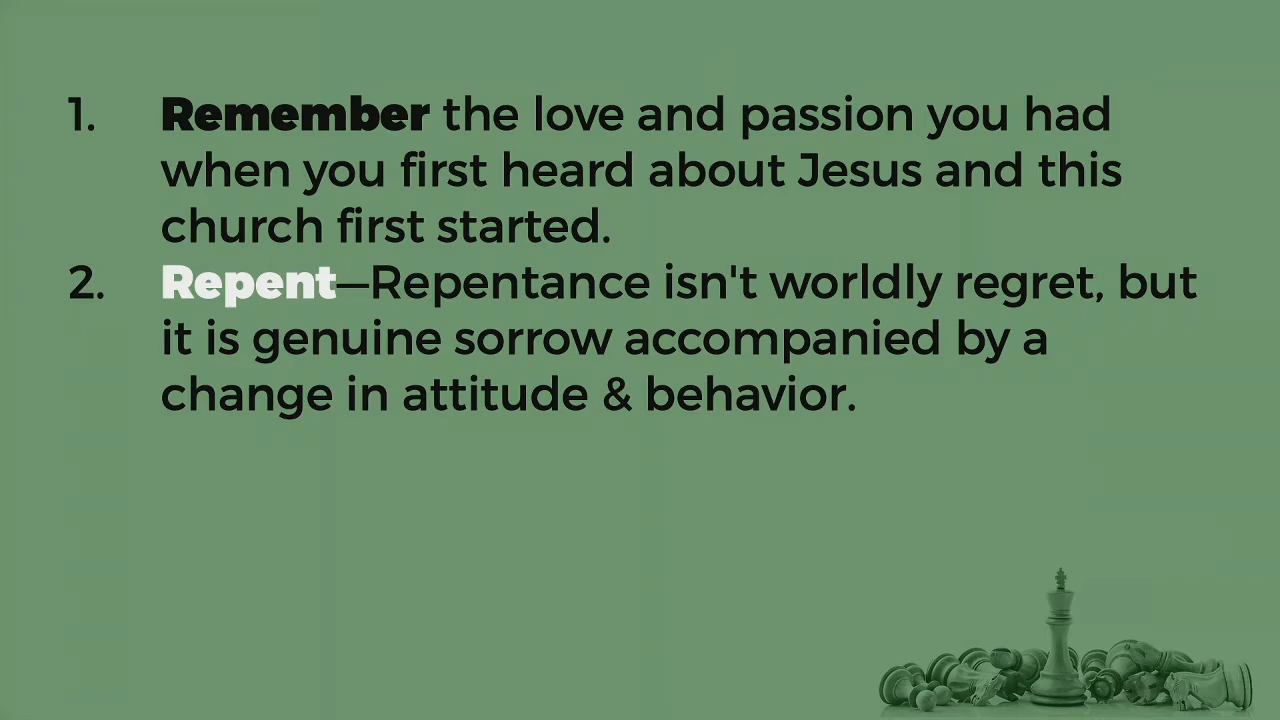 1. Remember the love and passion you had
when you first heard about Jesus and this
church first started.
2. Repent—Repentance isn't worldly regret, but
it is genuine sorrow accompanied by a
change in attitude & behavior.